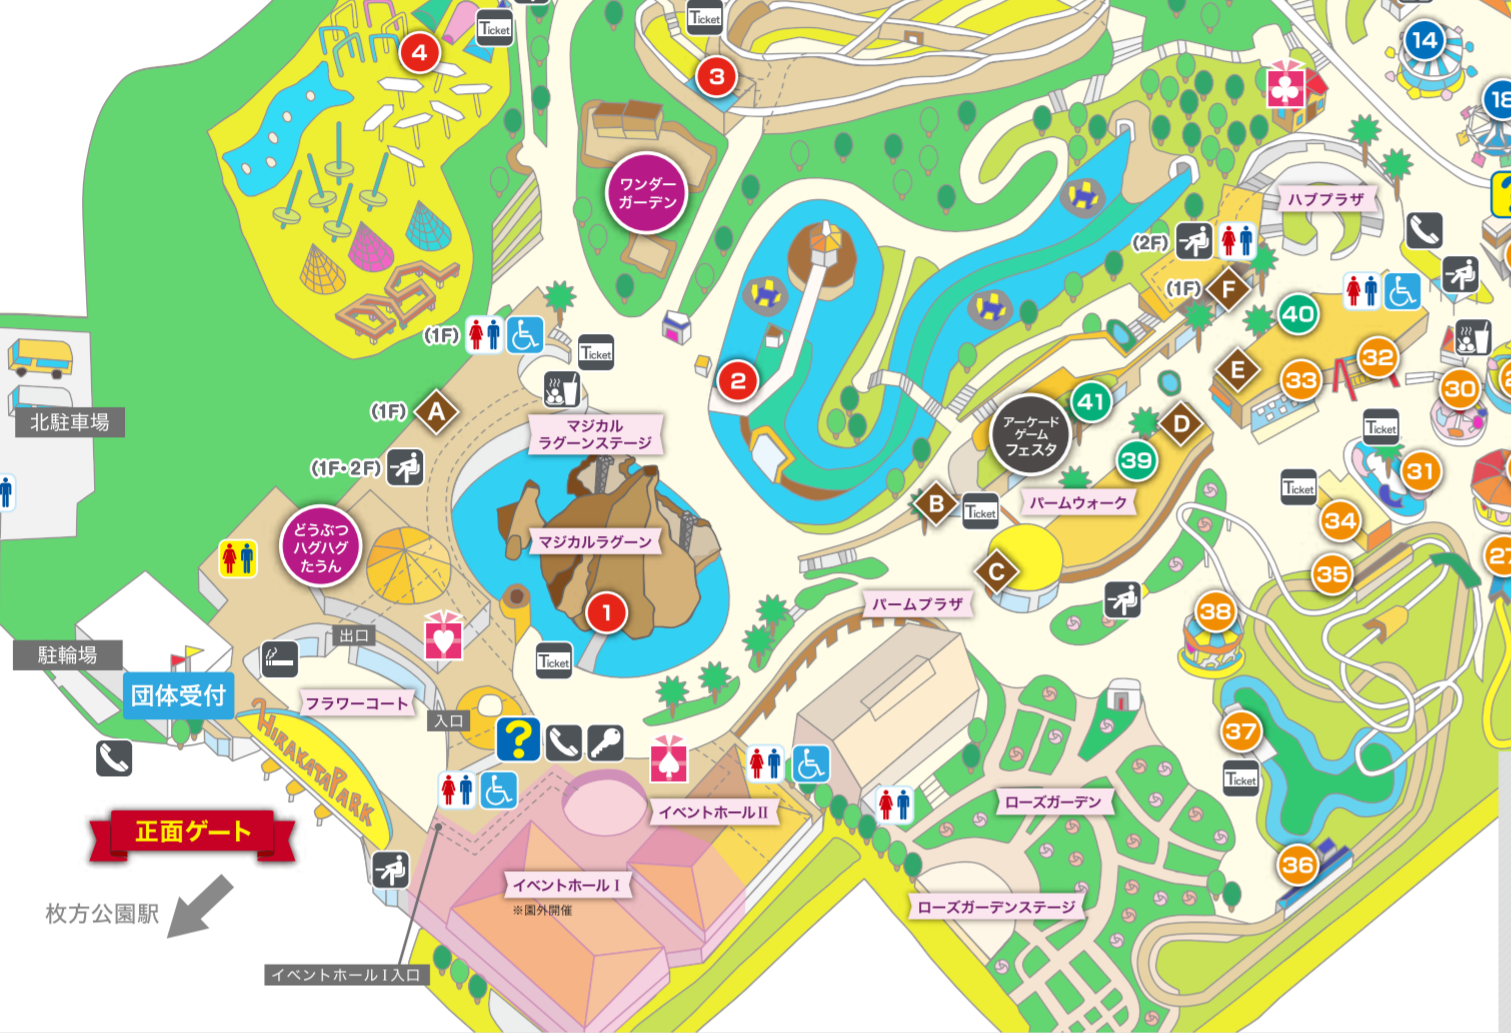 Ticket
Ticket
4
3
14
18
ワンダー
ガーデン
ハブプラザ
(2F)
(1F)
F
40
(1F)
Ticket
E
32
33
30
2
北駐車場
(1F)
A
マジカル
ラグーンステージ
アーケード
ゲーム
フェスタ
41
D
Ticket
(1F・2F)
39
31
B
Ticket
パームウォーク
Ticket
34
どうぶつ
ハグハグ
たうん
マジカルラグーン
C
35
27
1
パームプラザ
38
出口
駐輪場
Ticket
団体受付
フラワーコート
入口
HIRAKATAPARK
?
37
Ticket
正面ゲート
イベントホールII
ローズガーデン
36
イベントホールI
※園外開催
枚方公園駅
ローズガーデンステージ
イベントホールI入口